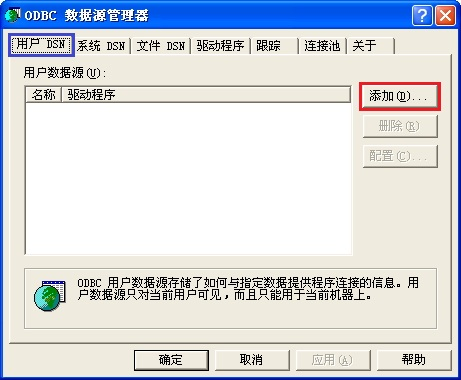 ODBC 数据源管理器
用户 DSN 系统 DSN 文件 DSN 驱动程序 跟踪 连接池 关于
用户数据源(U):
名称 驱动程序
添加(D)...
删除(R)
配置(C)...
ODBC 用户数据源存储了如何与指定数据提供程序连接的信息。用
户数据源只对当前用户可见，而且只能用于当前机器上。
确定 取消 应用(A) 帮助